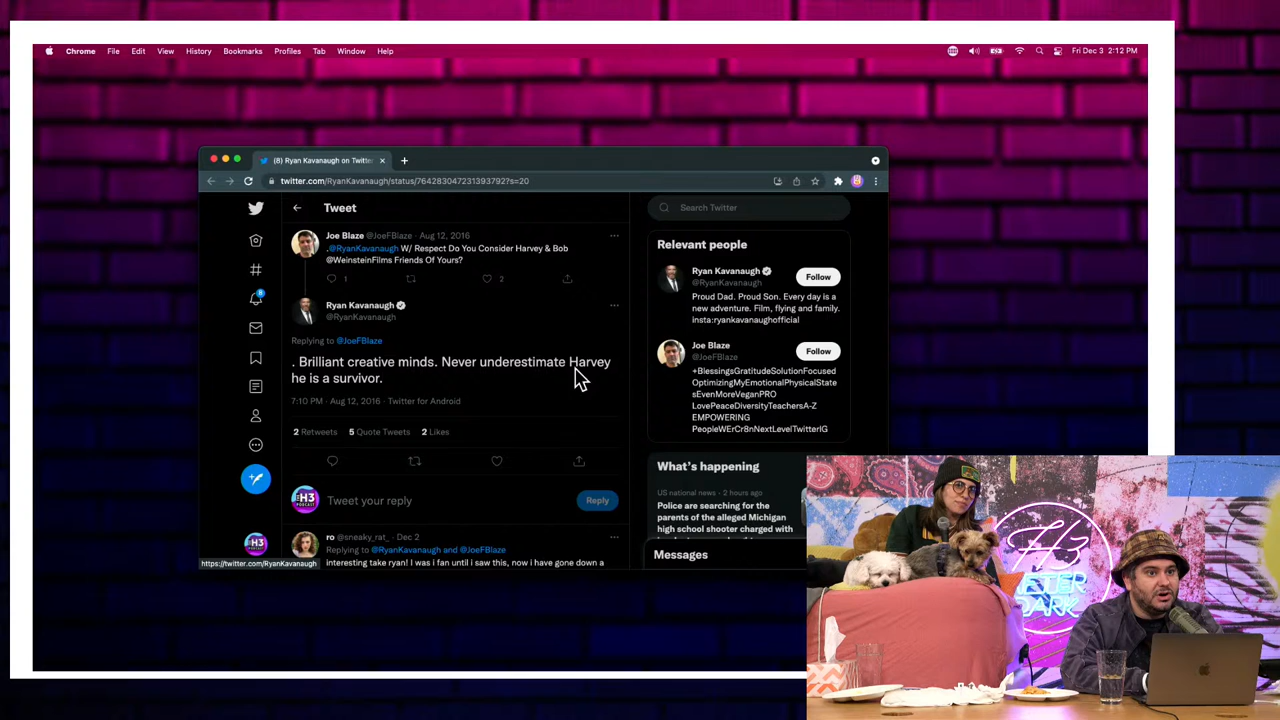 Chrome File Edit View History Bookmarks Profiles Tab Window Help
Fri Dec 3 2:12 PM
(8) Ryan Kavanaugh on Twitte
twitter.com/RyanKavanaugh/status/764283047231393792?s=20
Tweet
Joe Blaze @JoeFBlaze · Aug 12, 2016
.@RyanKavanaugh W/ Respect Do You Consider Harvey & Bob
@WeinsteinFilms Friends Of Yours?
1 2
Ryan Kavanaugh
@RyanKavanaugh
Replying to @JoeFBlaze
. Brilliant creative minds. Never underestimate Harvey
he is a survivor.
7:10 PM · Aug 12, 2016 · Twitter for Android
2 Retweets 5 Quote Tweets 2 Likes
H3
PODCAST
Tweet your reply
Reply
ro @sneaky_rat_ · Dec 2
Replying to @RyanKavanaugh and @JoeFBlaze
interesting take ryan! I was i fan until i saw this, now i have gone down a
8
H3
https://twitter.com/RyanKavanaugh
Search Twitter
Relevant people
Ryan Kavanaugh
@RyanKavanaugh
Follow
Proud Dad. Proud Son. Every day is a
new adventure. Film, flying and family.
insta:ryankavanaughofficial
Joe Blaze
@JoeFBlaze
Follow
+BlessingsGratitudeSolutionFocused
OptimizingMyEmotionalPhysicalState
sEvenMoreVeganPRO
LovePeaceDiversityTeachersA-Z
EMPOWERING
PeopleWErCr8nNextLevelTwitterIG
What's happening
US national news · 2 hours ago
Police are searching for the
parents of the alleged Michigan
high school shooter charged with
Messages
H3
DARK